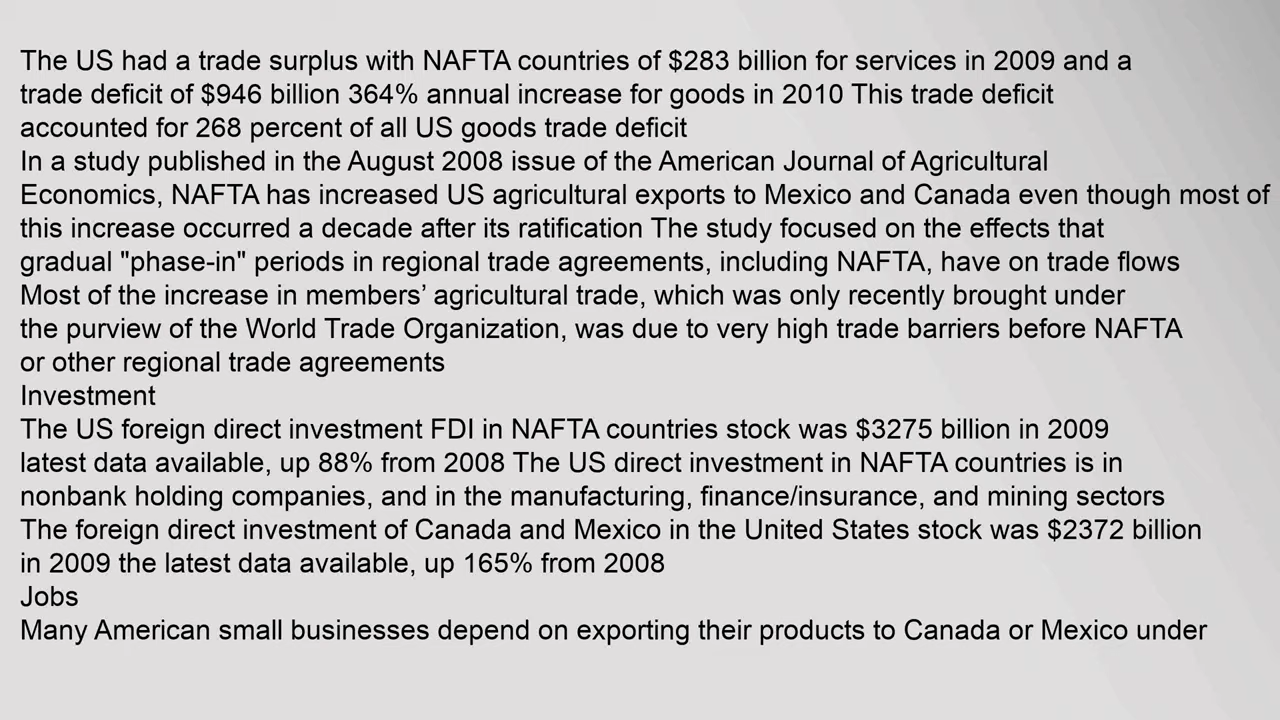 The US had a trade surplus with NAFTA countries of $283 billion for services in 2009 and a
trade deficit of $946 billion 364% annual increase for goods in 2010 This trade deficit
accounted for 268 percent of all US goods trade deficit
In a study published in the August 2008 issue of the American Journal of Agricultural
Economics, NAFTA has increased US agricultural exports to Mexico and Canada even though most of
this increase occurred a decade after its ratification The study focused on the effects that
gradual "phase-in" periods in regional trade agreements, including NAFTA, have on trade flows
Most of the increase in members’ agricultural trade, which was only recently brought under
the purview of the World Trade Organization, was due to very high trade barriers before NAFTA
or other regional trade agreements
Investment
The US foreign direct investment FDI in NAFTA countries stock was $3275 billion in 2009
latest data available, up 88% from 2008 The US direct investment in NAFTA countries is in
nonbank holding companies, and in the manufacturing, finance/insurance, and mining sectors
The foreign direct investment of Canada and Mexico in the United States stock was $2372 billion
in 2009 the latest data available, up 165% from 2008
Jobs
Many American small businesses depend on exporting their products to Canada or Mexico under